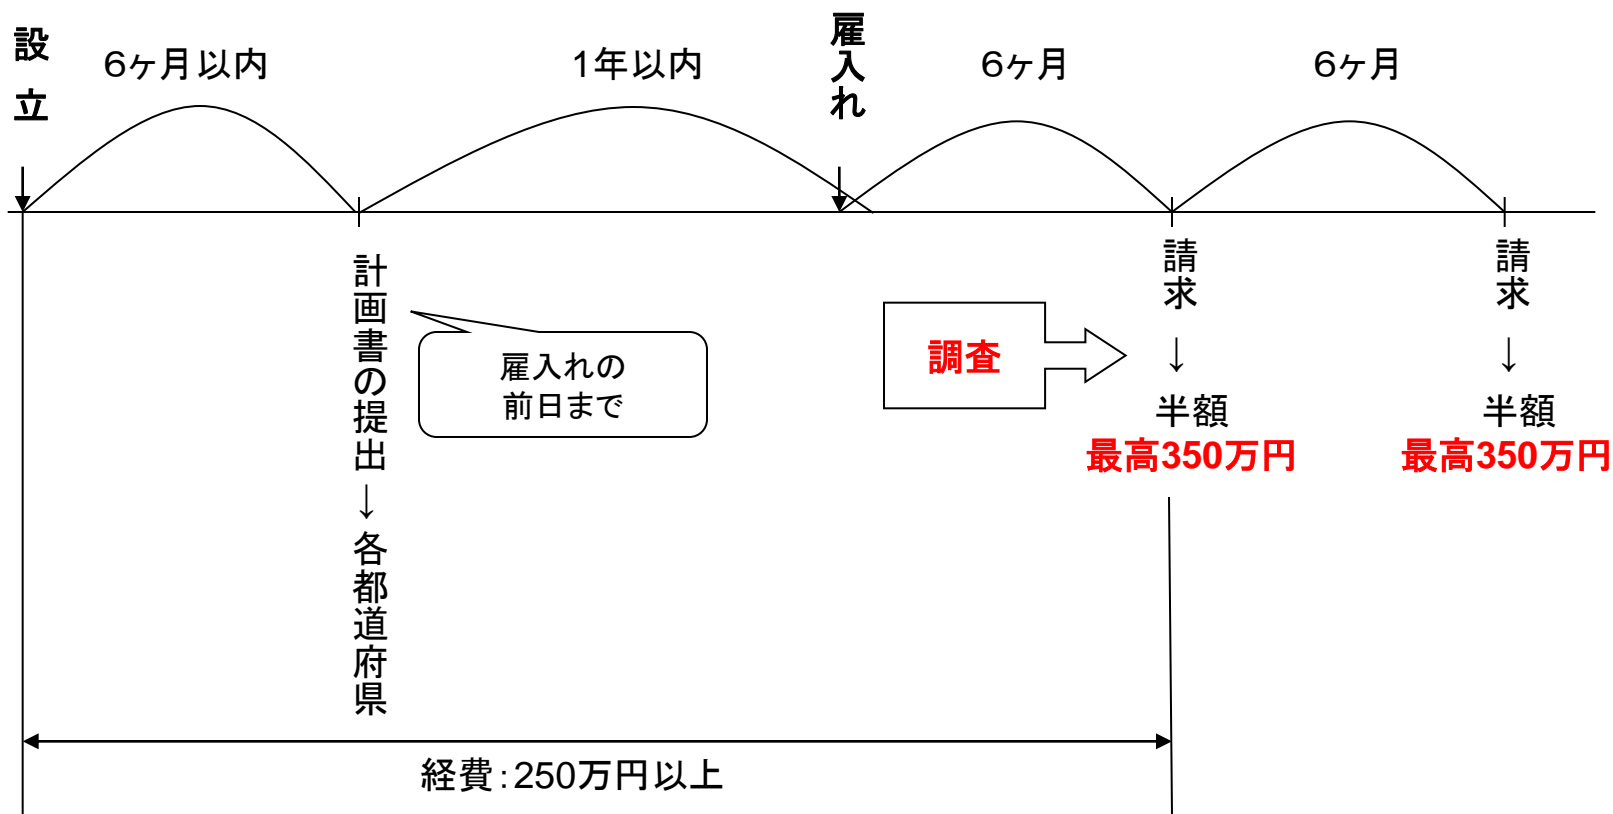 設立
6ヶ月以内
1年以内
雇入れ
6ヶ月
6ヶ月
計画書の提出→各都道府県
雇入れの
前日まで
調査
請求
↓
半額
最高350万円
請求
↓
半額
最高350万円
経費:250万円以上